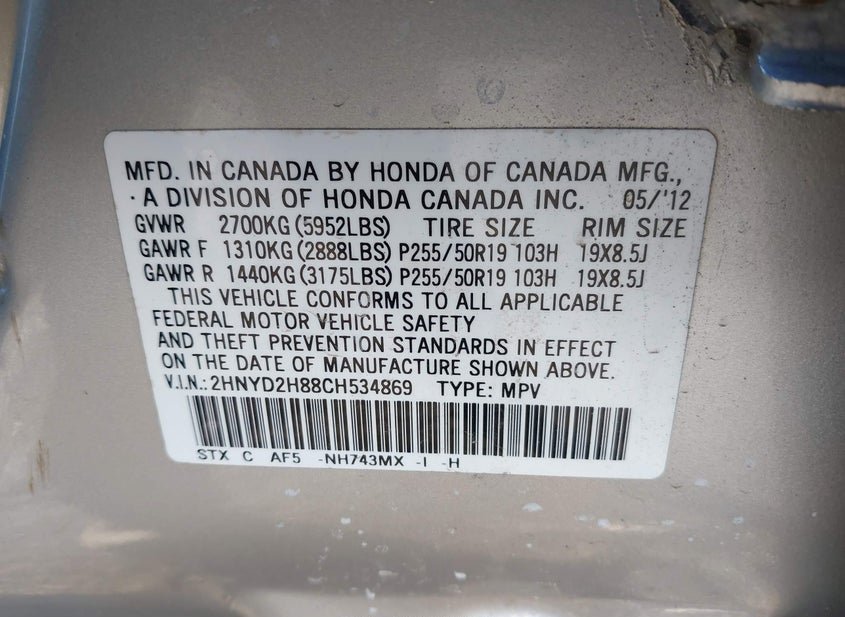 MFD. IN CANADA BY HONDA OF CANADA MFG.,
· A DIVISION OF HONDA CANADA INC. 05/'12
GVWR 2700KG (5952LBS) TIRE SIZE RIM SIZE
GAWR F 1310KG (2888LBS) P255/50R19 103H 19X8.5J
GAWR R 1440KG (3175LBS) P255/50R19 103H 19X8.5J
THIS VEHICLE CONFORMS TO ALL APPLICABLE
FEDERAL MOTOR VEHICLE SAFETY
AND THEFT PREVENTION STANDARDS IN EFFECT
ON THE DATE OF MANUFACTURE SHOWN ABOVE.
V.I.N.: 2HNYD2H88CH534869 TYPE: MPV
STX C AF5 -NH743MX -I -H